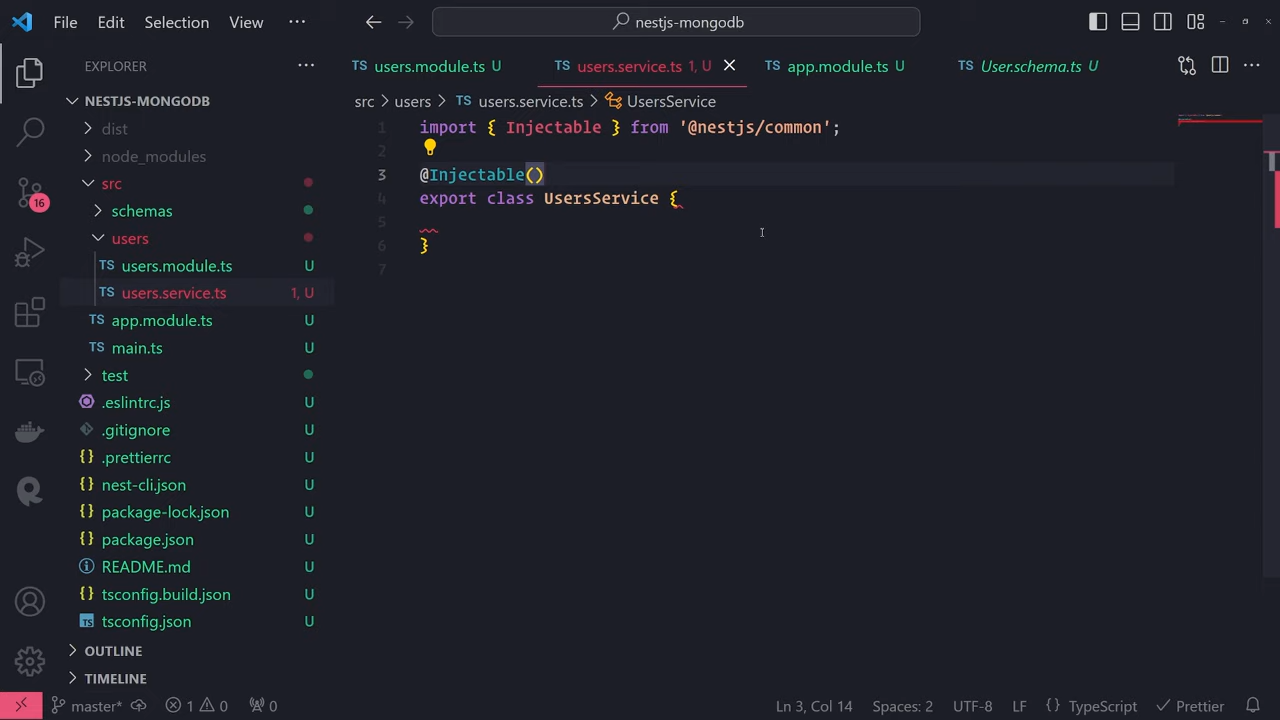 File Edit Selection View ··· nestjs-mongodb
EXPLORER ···
NESTJS-MONGODB
dist
node_modules
src
schemas
users
TS users.module.ts U
TS users.service.ts 1, U
TS app.module.ts U
TS main.ts U
test
.eslintrc.js U
.gitignore U
{} .prettierrc U
{} nest-cli.json U
{} package-lock.json U
{} package.json U
README.md U
{} tsconfig.build.json U
TS tsconfig.json U
OUTLINE
TIMELINE
16
TS users.module.ts U TS users.service.ts 1, U TS app.module.ts U TS User.schema.ts U
src > users > TS users.service.ts > UsersService
1 import { Injectable } from '@nestjs/common';
2
3 @Injectable()
4 export class UsersService {
5
6 }
7
master* 1 0 0 Ln 3, Col 14 Spaces: 2 UTF-8 LF {} TypeScript Prettier